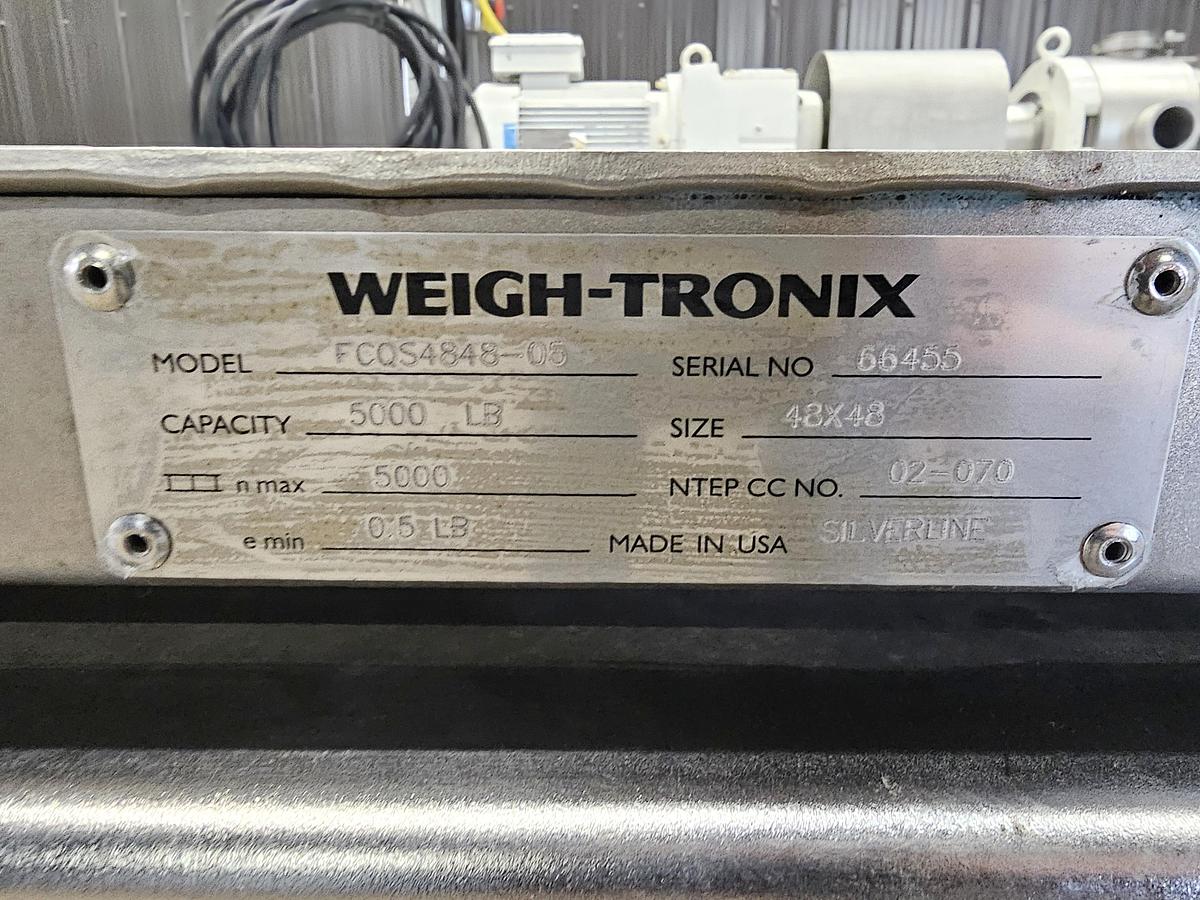 WEIGH-TRONIX
MODEL FCQS4848-05 SERIAL NO 66455
CAPACITY 5000 LB SIZE 48X48
III n max 5000 NTEP CC NO. 02-070
e min 0.5 LB MADE IN USA SILVERLINE